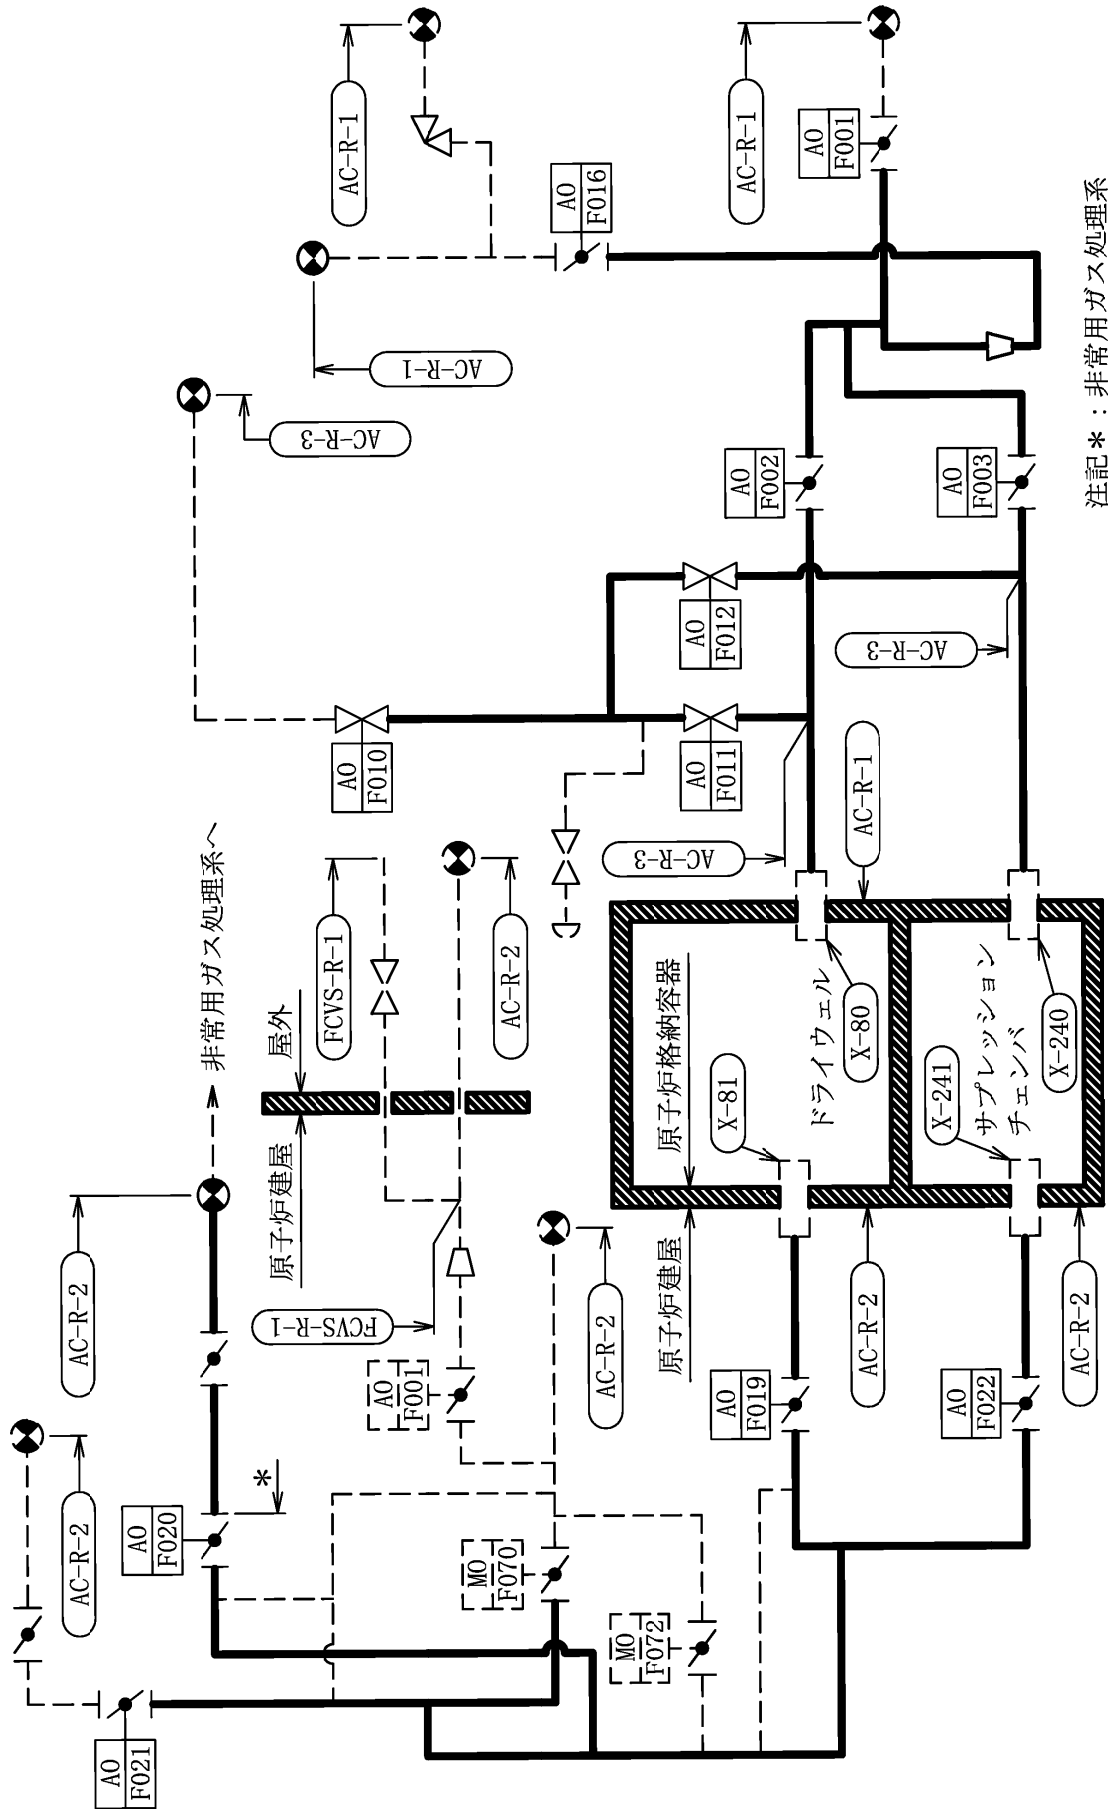 AC-R-1
AC-R-1
AO
F001
AO
F016
AC-R-1
AC-R-3
AO
F002
AO
F003
AO
F012
AC-R-3
AO
F010
AO
F011
AC-R-1
AC-R-3
非常用ガス処理系へ
FCVS-R-1
AC-R-2
屋外
原子炉建屋
原子炉格納容器
原子炉建屋
ドライウェル
サプレッション
チェンバ
X-80
X-240
X-81
X-241
AC-R-2
FCVS-R-1
AC-R-2
AO
F001
AC-R-2
AC-R-2
AO
F019
AO
F022
AC-R-2
AO
F020
*
MO
F070
MO
F072
AO
F021
注記*：非常用ガス処理系